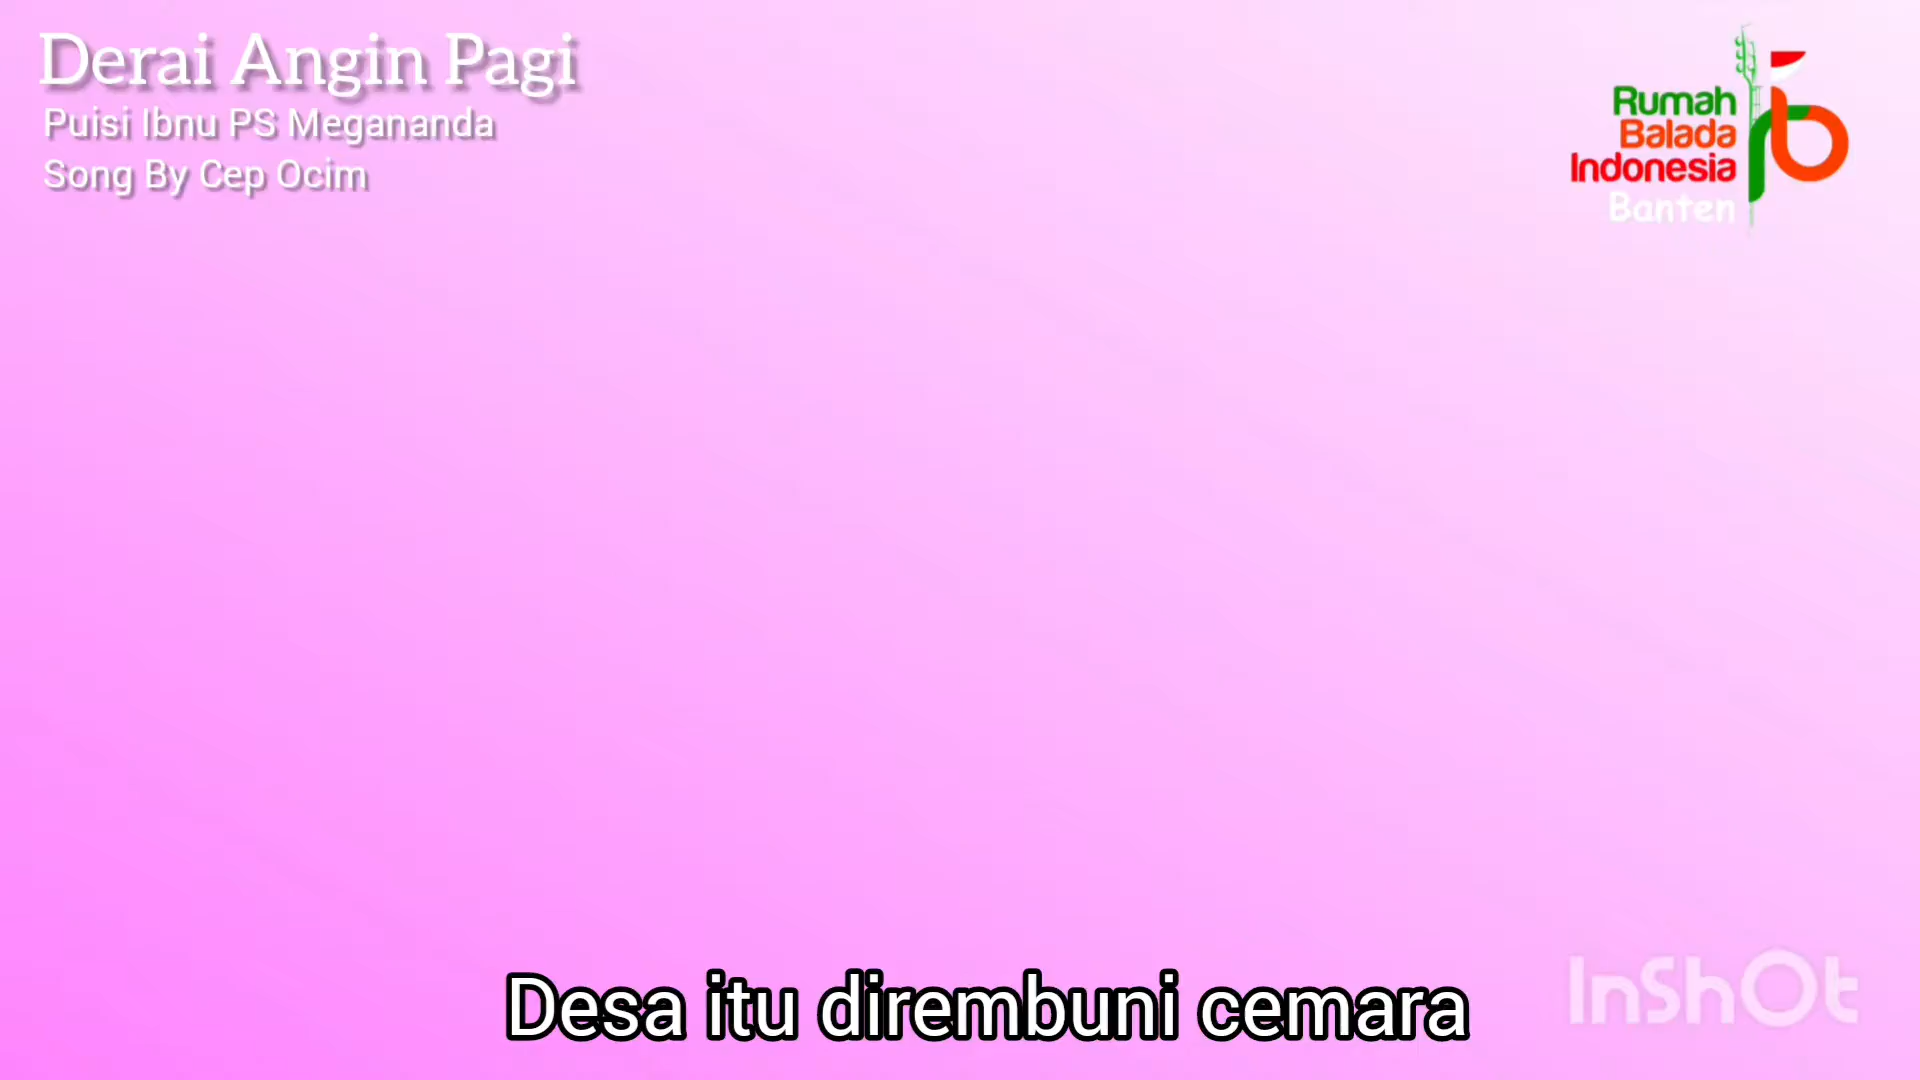 Derai Angin Pagi
Puisi Ibnu PS Megananda
Song By Cep Ocim
Rumah
Balada
Indonesia
Banten
Desa itu dirembuni cemara
InShOt